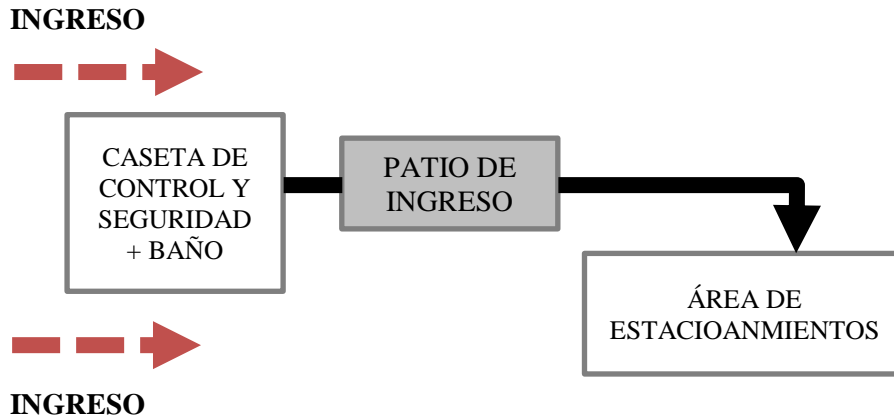 INGRESO
CASETA DE
CONTROL Y
SEGURIDAD
+ BAÑO
PATIO DE
INGRESO
ÁREA DE
ESTACIOANMIENTOS
INGRESO